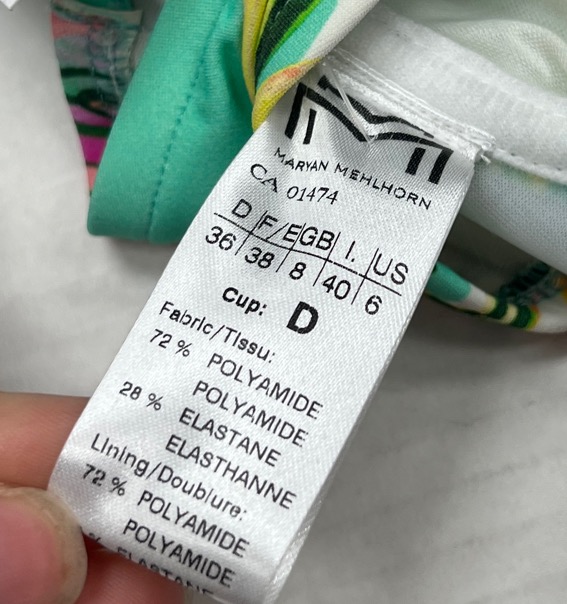 MARYAN MEHLHORN
CA 01474
D F/E GB I. US
36 38 8 40 6
Cup: D
Fabric/Tissu:
72 % POLYAMIDE
POLYAMIDE
28 % ELASTANE
ELASTHANNE
Lining/Doublure:
72 % POLYAMIDE
POLYAMIDE
% ELASTANE